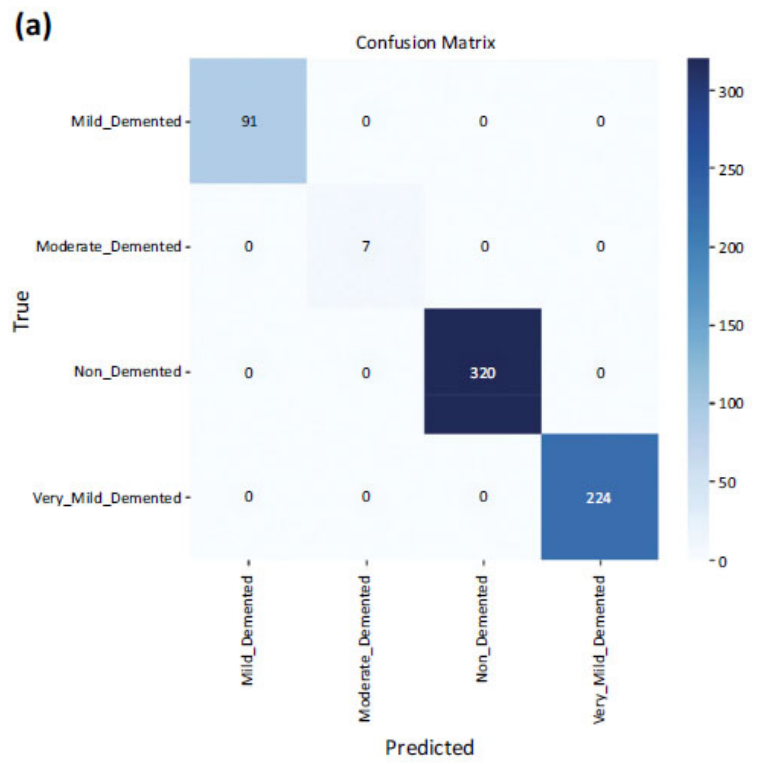 (a)
Confusion Matrix
Mild_Demented
91 0 0 0
Moderate_Demented
0 7 0 0
Non_Demented
0 0 320 0
Very_Mild_Demented
0 0 0 224
True
Mild_Demented
Moderate_Demented
Non_Demented
Very_Mild_Demented
Predicted
300
250
200
150
100
50
0